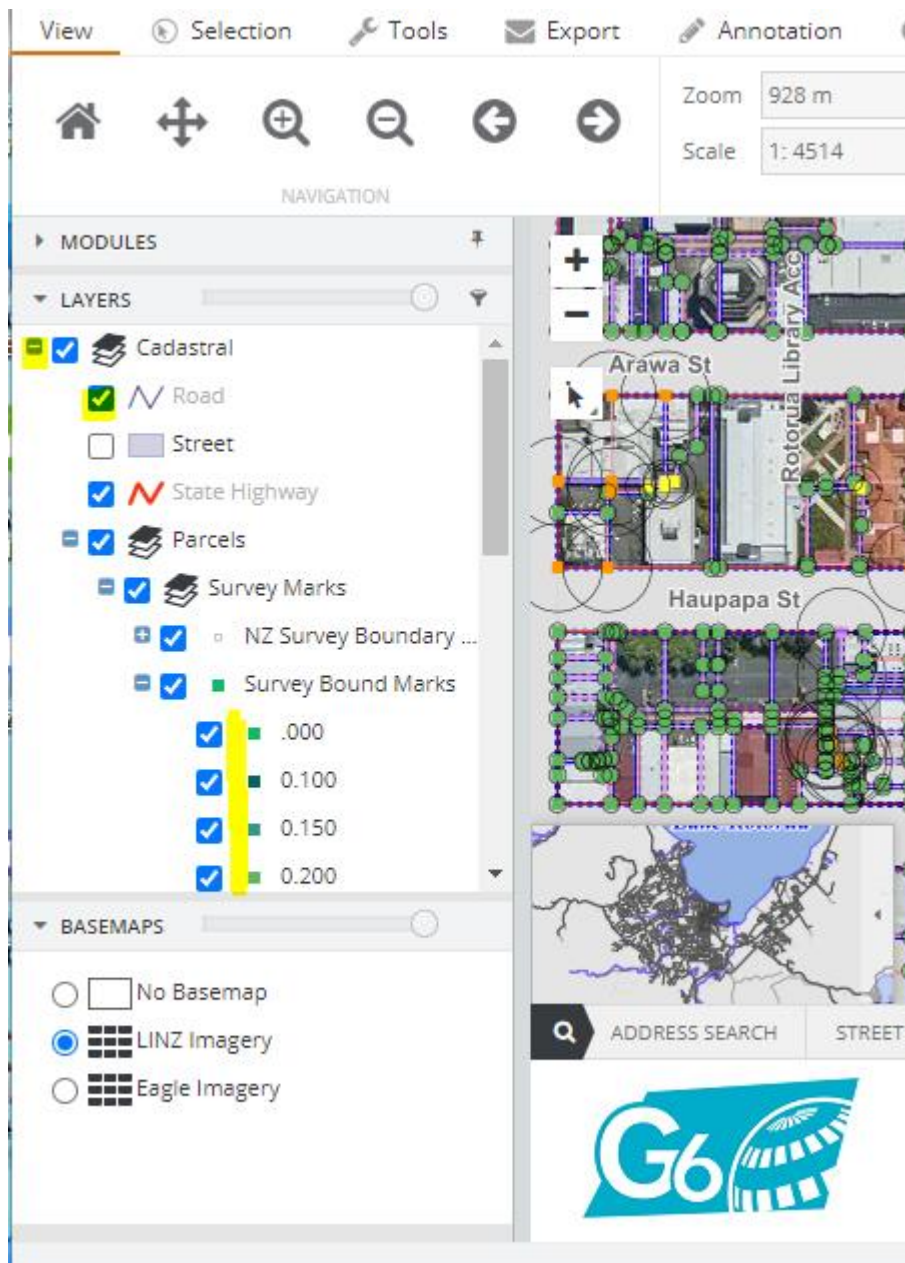 View Selection Tools Export Annotation
Zoom 928 m
Scale 1: 4514
NAVIGATION
MODULES
LAYERS
Cadastral
Road
Street
State Highway
Parcels
Survey Marks
NZ Survey Boundary ...
Survey Bound Marks
.000
0.100
0.150
0.200
BASEMAPS
No Basemap
LINZ Imagery
Eagle Imagery
Arawa St
Rotorua Library Acc
Haupapa St
ADDRESS SEARCH STREET
G6